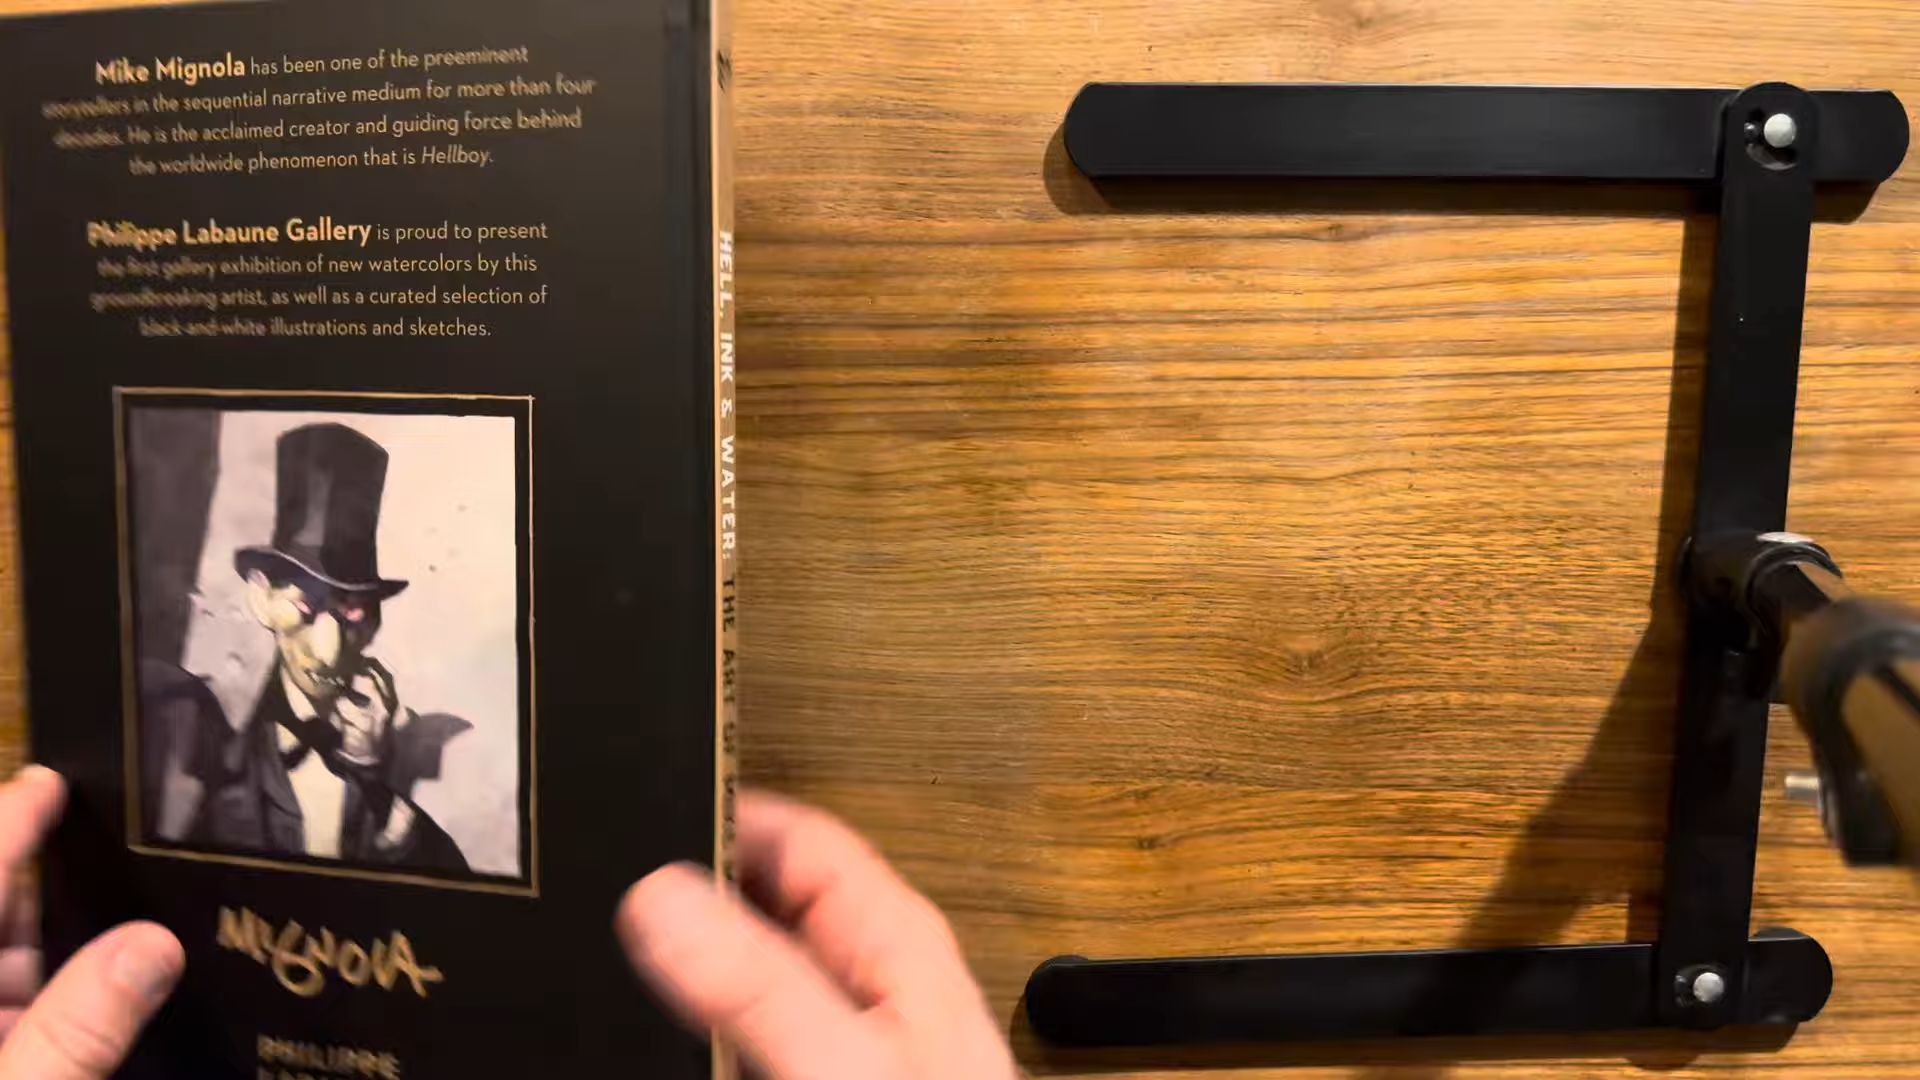 Mike Mignola has been one of the preeminent
storytellers in the sequential narrative medium for more than four
decades. He is the acclaimed creator and guiding force behind
the worldwide phenomenon that is Hellboy.
Philippe Labaune Gallery is proud to present
the first gallery exhibition of new watercolors by this
groundbreaking artist, as well as a curated selection of
black-and-white illustrations and sketches.
MIGNOLA
PHILIPPE
HELL, INK & WATER: THE ART OF